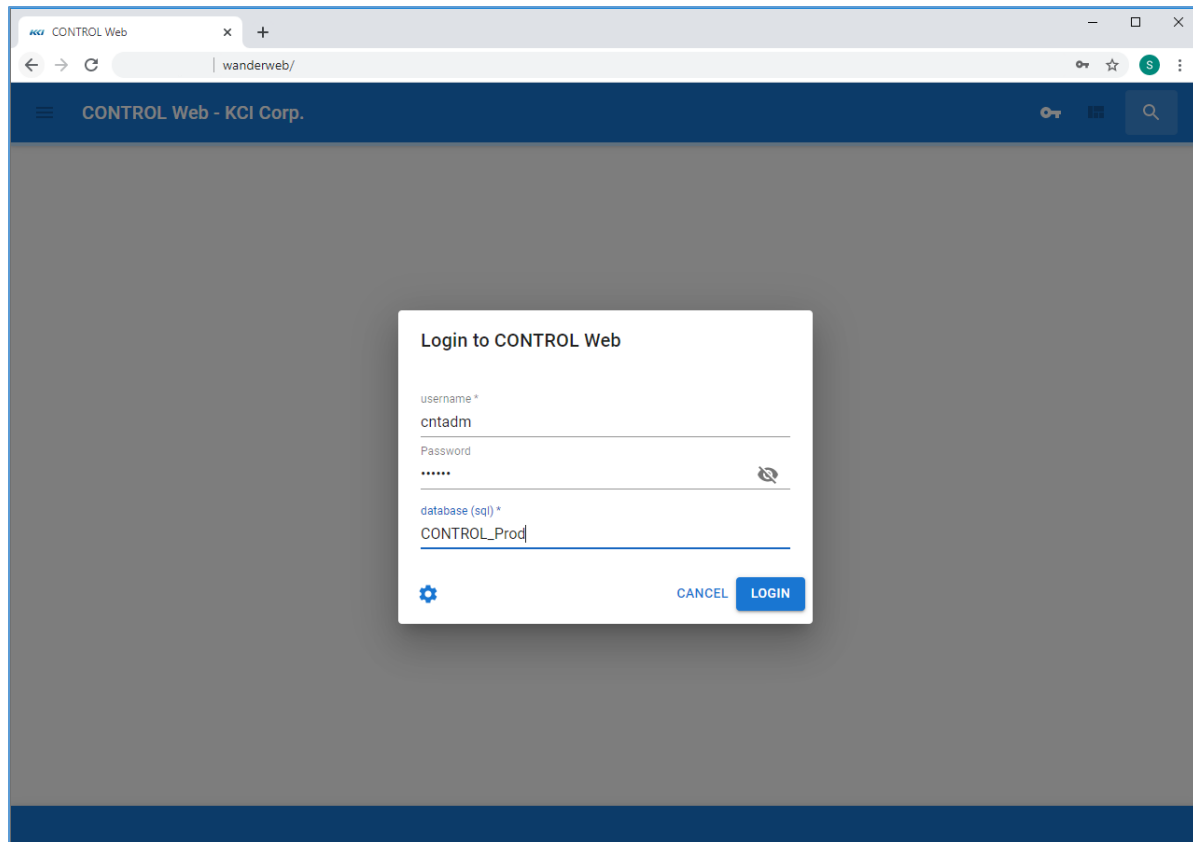 KCI CONTROL Web
wanderweb/
S
CONTROL Web - KCI Corp.
Login to CONTROL Web
username *
cntadm
Password
••••••
database (sql) *
CONTROL_Prod
CANCEL LOGIN